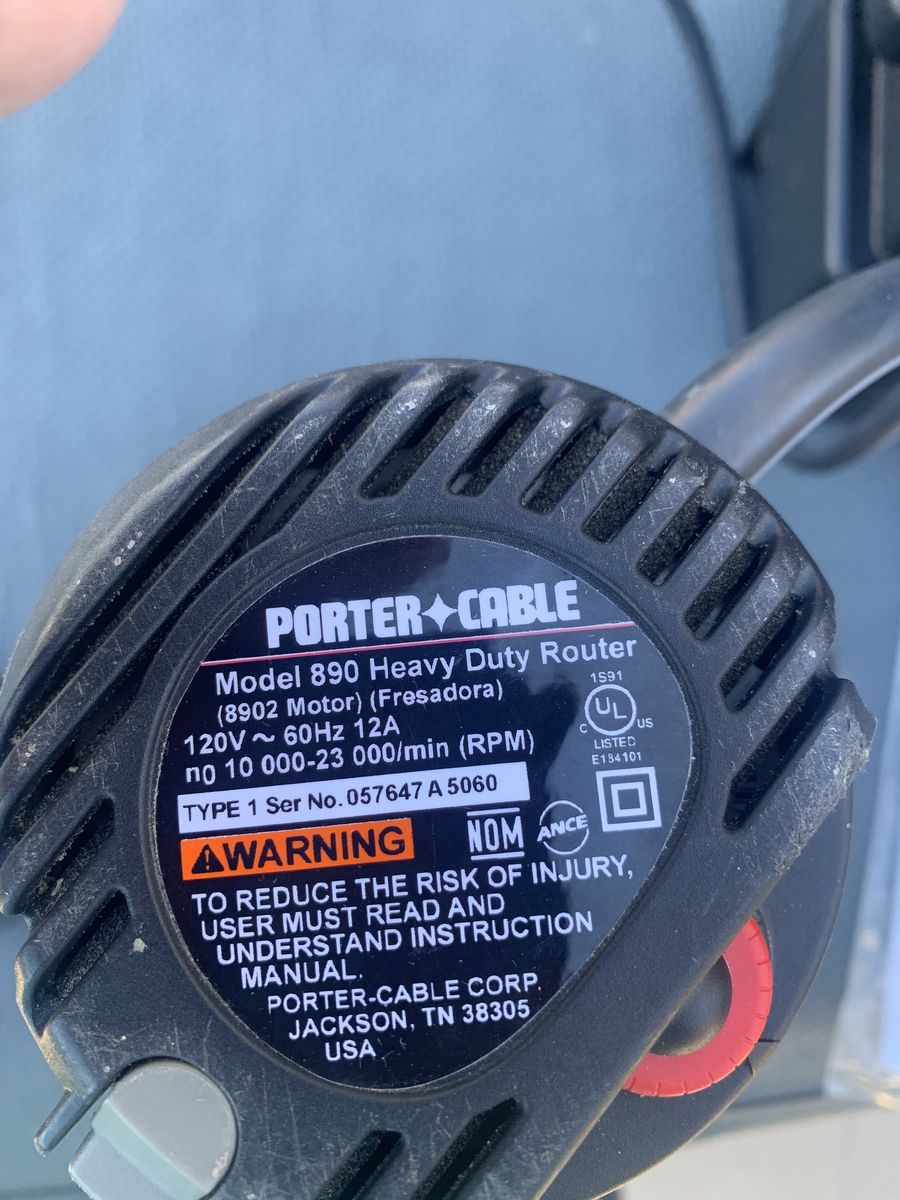 PORTER✦CABLE
Model 890 Heavy Duty Router
(8902 Motor) (Fresadora)
120V ~ 60Hz 12A
n0 10 000-23 000/min (RPM)
1S91
C UL US
LISTED
E184101
TYPE 1 Ser No. 057647 A 5060
WARNING
NOM
ANCE
TO REDUCE THE RISK OF INJURY,
USER MUST READ AND
UNDERSTAND INSTRUCTION
MANUAL.
PORTER-CABLE CORP.
JACKSON, TN 38305
USA